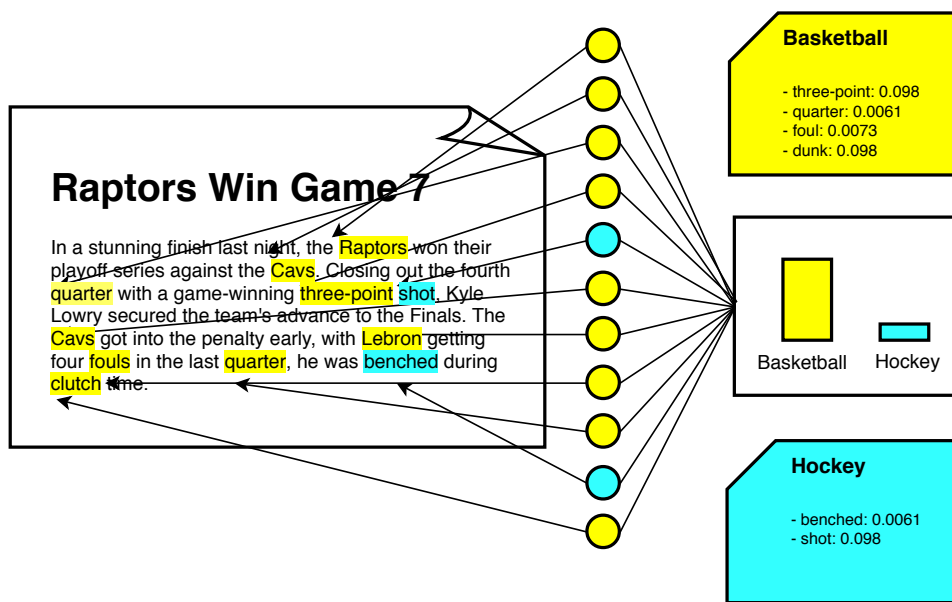 Raptors Win Game 7
In a stunning finish last night, the Raptors won their
playoff series against the Cavs. Closing out the fourth
quarter with a game-winning three-point shot, Kyle
Lowry secured the team's advance to the Finals. The
Cavs got into the penalty early, with Lebron getting
four fouls in the last quarter, he was benched during
clutch time.
Basketball
- three-point: 0.098
- quarter: 0.0061
- foul: 0.0073
- dunk: 0.098
Basketball Hockey
Hockey
- benched: 0.0061
- shot: 0.098